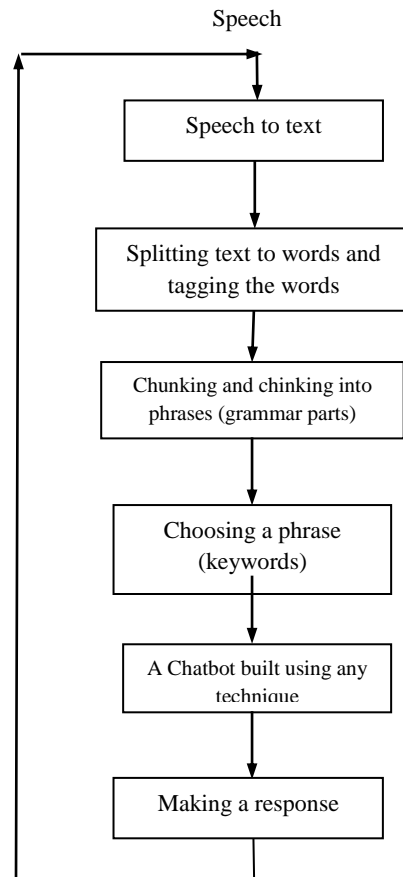 Speech
Speech to text
Splitting text to words and
tagging the words
Chunking and chinking into
phrases (grammar parts)
Choosing a phrase
(keywords)
A Chatbot built using any
technique
Making a response